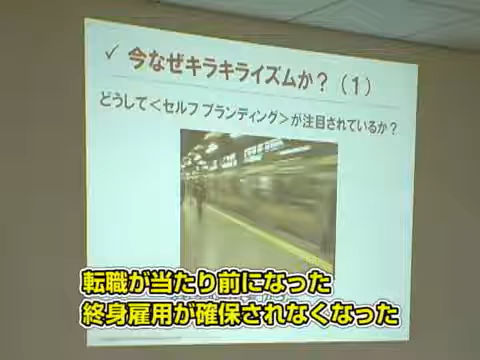 ✓ 今なぜキラキライズムか？（１）
どうして＜セルフ ブランディング＞が注目されているか？
転職が当たり前になった
終身雇用が確保されなくなった